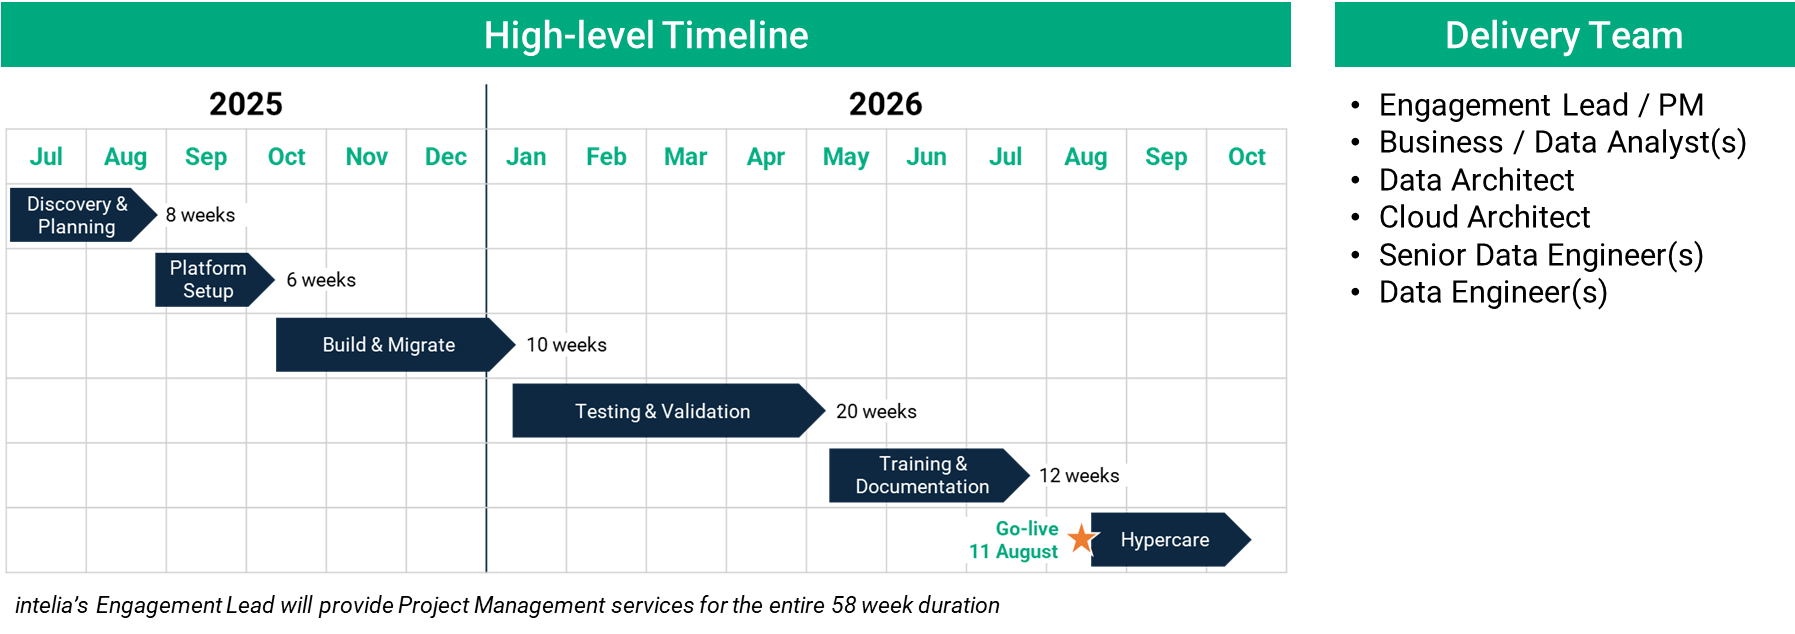 High-level Timeline
Delivery Team
2025
2026
Jul Aug Sep Oct Nov Dec Jan Feb Mar Apr May Jun Jul Aug Sep Oct
Discovery &
Planning
8 weeks
Platform
Setup
6 weeks
Build & Migrate
10 weeks
Testing & Validation
20 weeks
Training &
Documentation
12 weeks
Go-live
11 August
Hypercare
intelia's Engagement Lead will provide Project Management services for the entire 58 week duration
• Engagement Lead / PM
• Business / Data Analyst(s)
• Data Architect
• Cloud Architect
• Senior Data Engineer(s)
• Data Engineer(s)